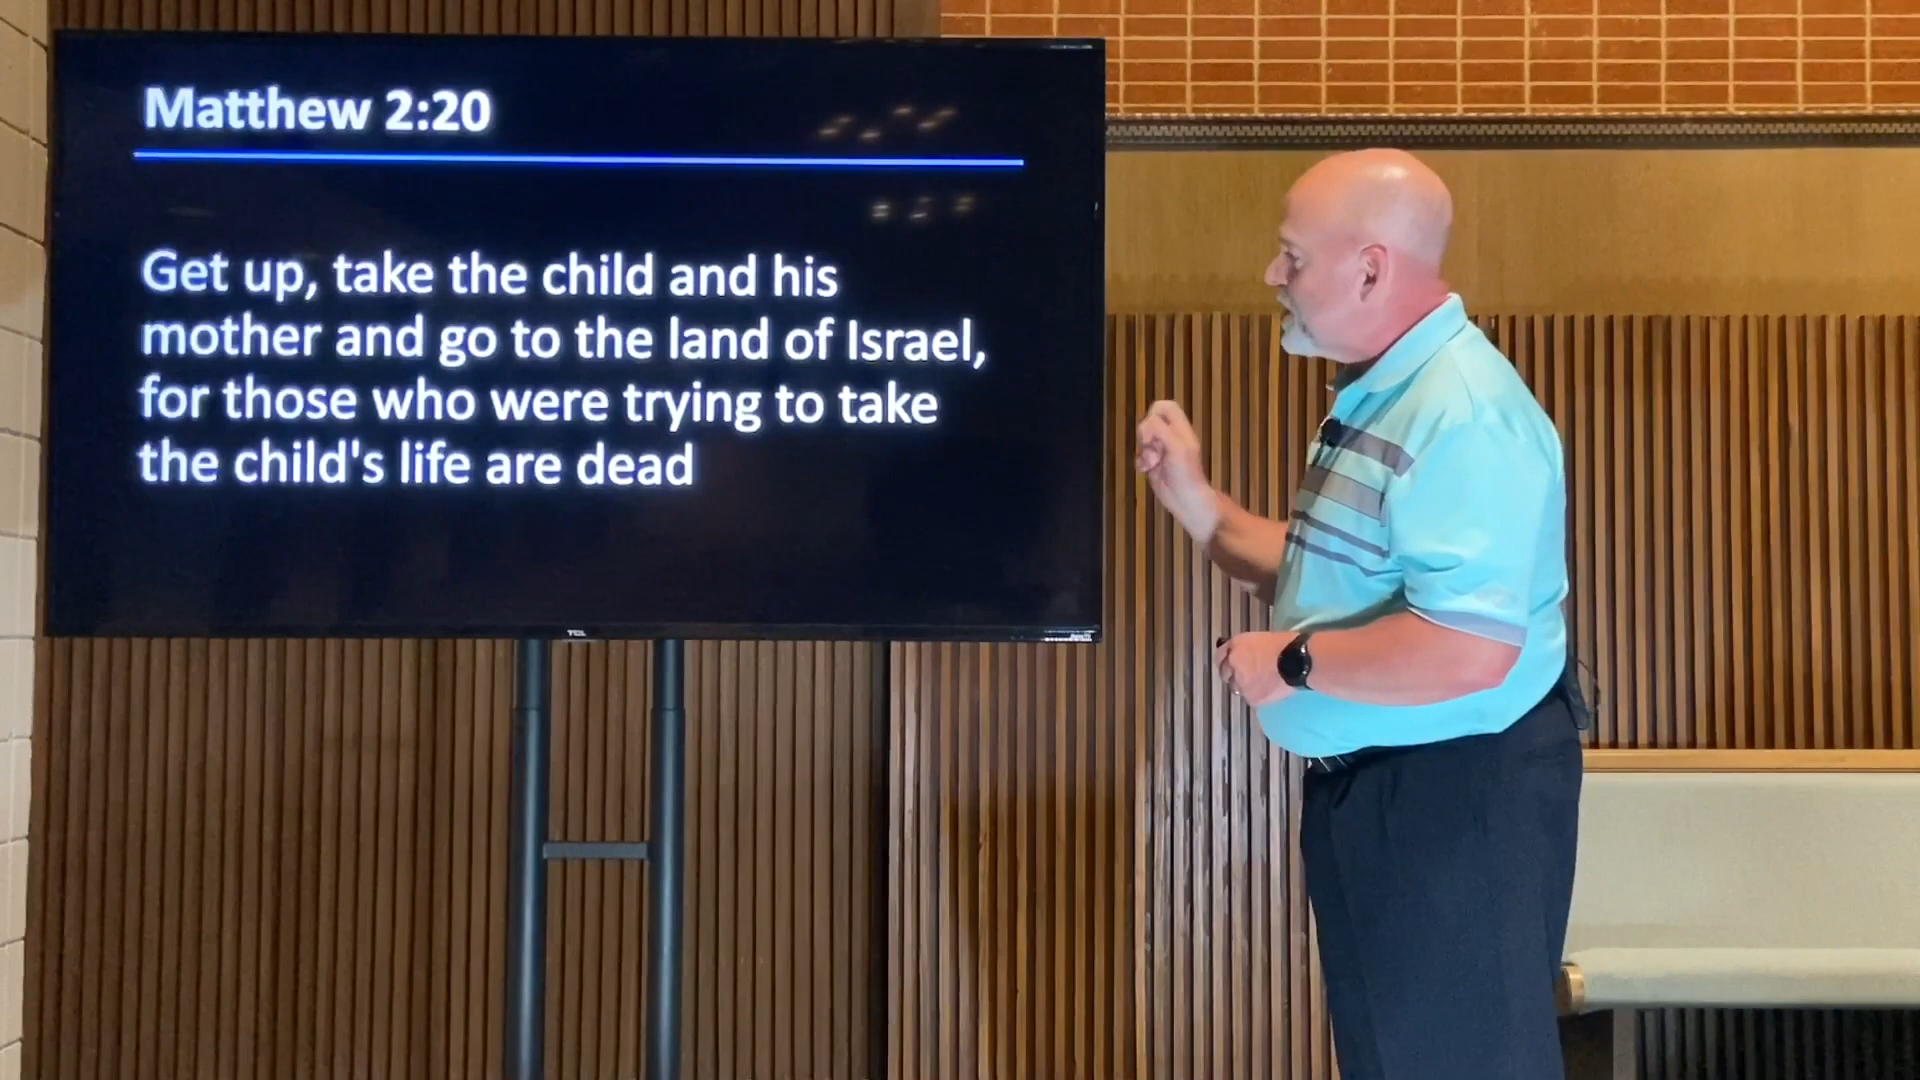 Matthew 2:20
Get up, take the child and his
mother and go to the land of Israel,
for those who were trying to take
the child's life are dead
TCL